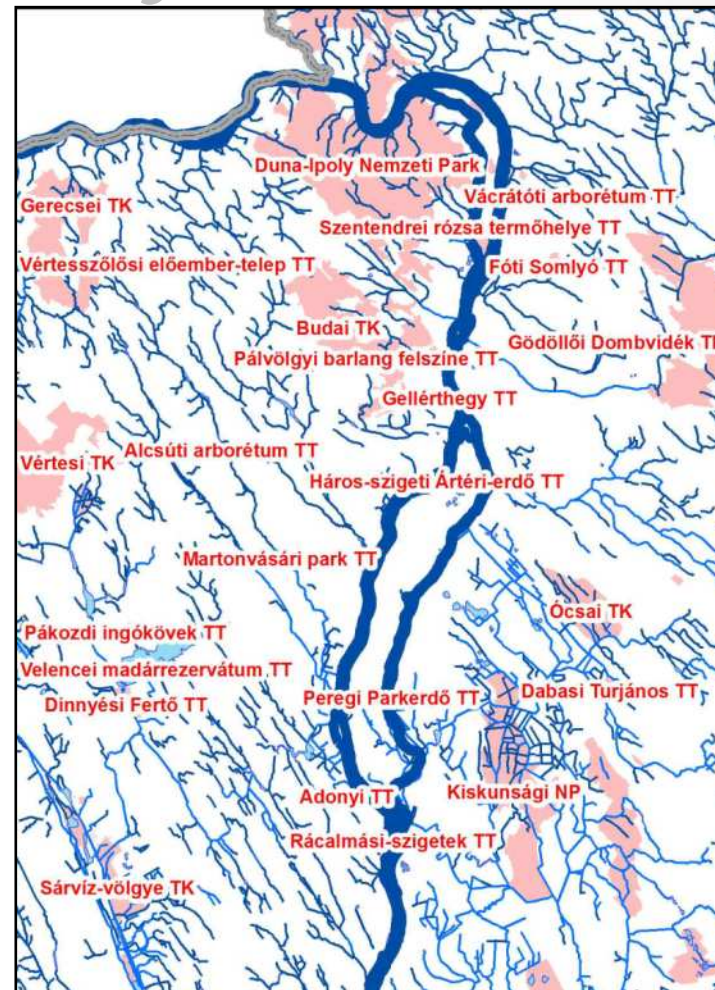 Duna-Ipoly Nemzeti Park
Vácrátóti arborétum TT
Gerecsei TK
Szentendrei rózsa termőhelye TT
Vértesszőlősi előember-telep TT
Fóti Somlyó TT
Budai TK
Gödöllői Dombvidék T
Pálvölgyi barlang felszíne TT
Gellérthegy TT
Alcsúti arborétum TT
Vértesi TK
Háros-szigeti Ártéri-erdő TT
Martonvásári park TT
Ócsai TK
Pákozdi ingókövek TT
Velencei madárrezervátum TT
Dinnyési Fertő TT
Peregi Parkerdő TT
Dabasi Turjános TT
Adonyi TT
Kiskunsági NP
Rácalmási-szigetek TT
Sárvíz-völgye TK